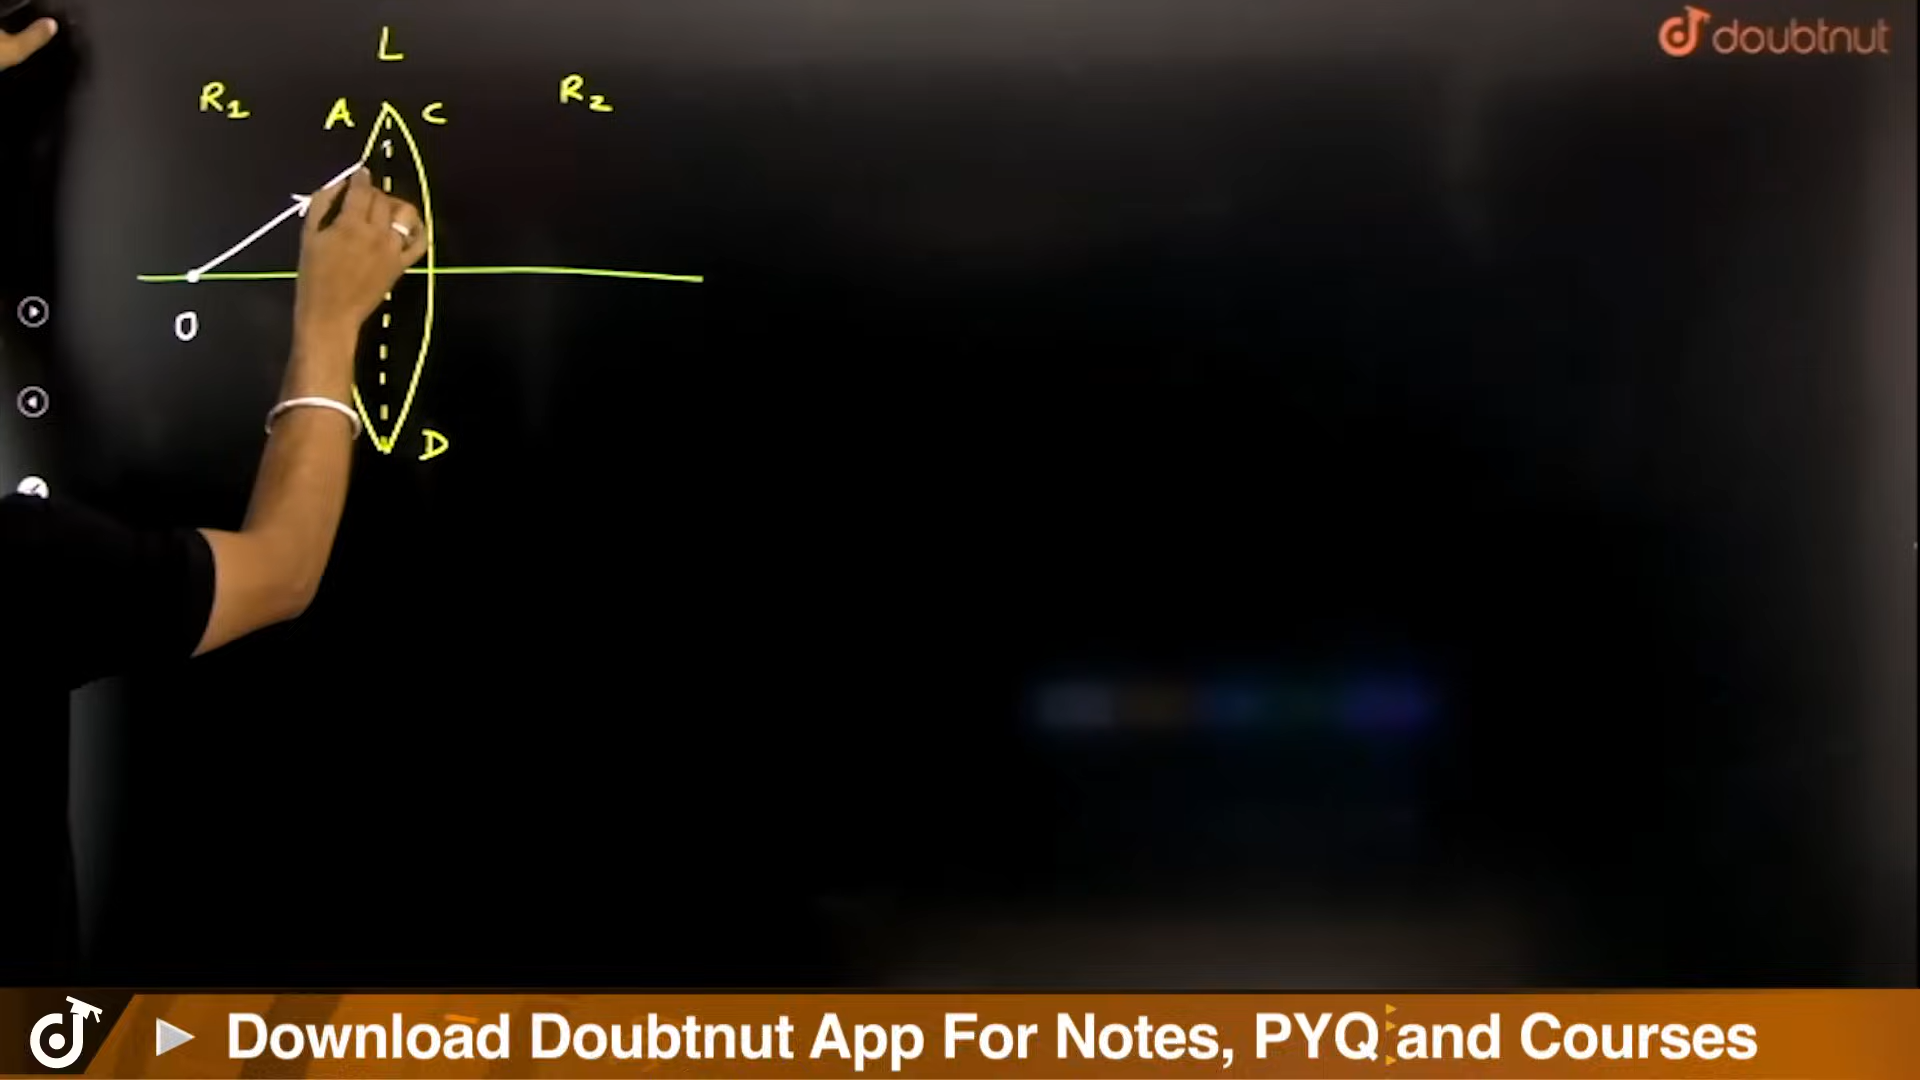 doubtnut
L
R1 A C R2
O
D
Download Doubtnut App For Notes, PYQ and Courses